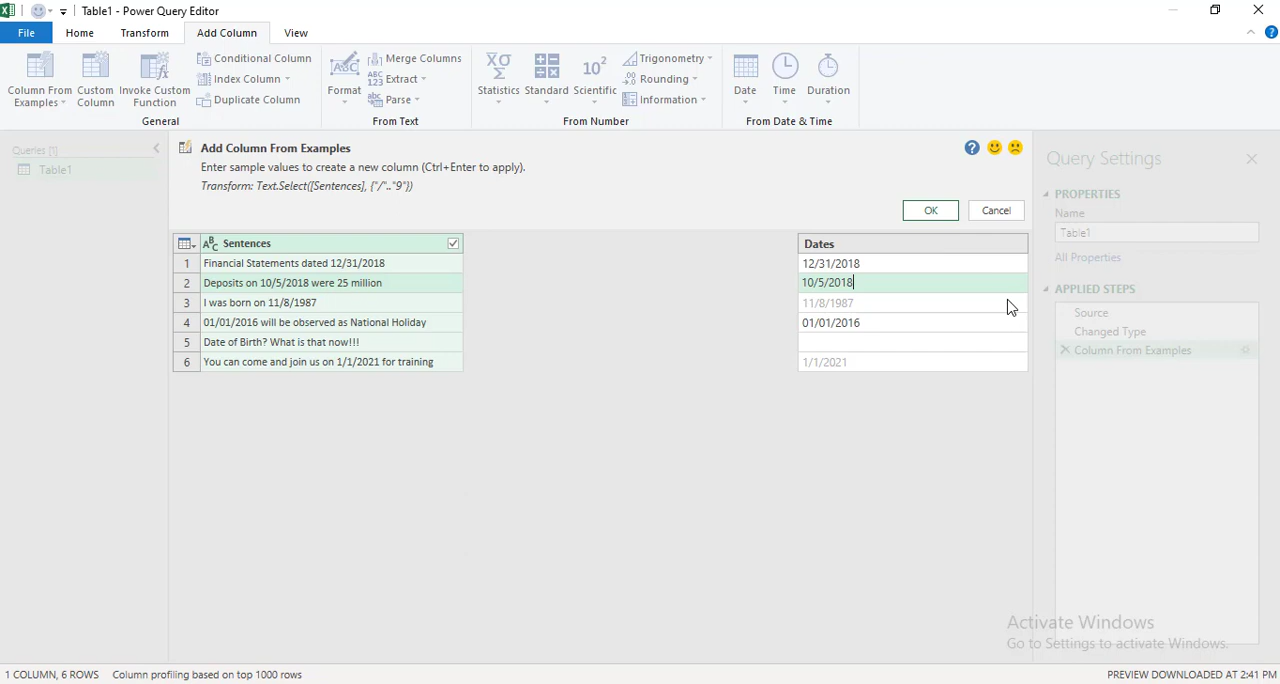 Table1 - Power Query Editor
File Home Transform Add Column View
Column From Examples
Custom Column
Invoke Custom Function
Conditional Column
Index Column
Duplicate Column
General
Format
Merge Columns
Extract
Parse
From Text
Statistics
Standard
Scientific
Trigonometry
Rounding
Information
From Number
Date
Time
Duration
From Date & Time
Queries [1]
Table1
Add Column From Examples
Enter sample values to create a new column (Ctrl+Enter to apply).
Transform: Text.Select([Sentences], {"/".."9"})
OK Cancel
Sentences Dates
1 Financial Statements dated 12/31/2018 12/31/2018
2 Deposits on 10/5/2018 were 25 million 10/5/2018
3 I was born on 11/8/1987 11/8/1987
4 01/01/2016 will be observed as National Holiday 01/01/2016
5 Date of Birth? What is that now!!!
6 You can come and join us on 1/1/2021 for training 1/1/2021
Query Settings
PROPERTIES
Name
Table1
All Properties
APPLIED STEPS
Source
Changed Type
Column From Examples
Activate Windows
Go to Settings to activate Windows.
1 COLUMN, 6 ROWS Column profiling based on top 1000 rows PREVIEW DOWNLOADED AT 2:41 PM